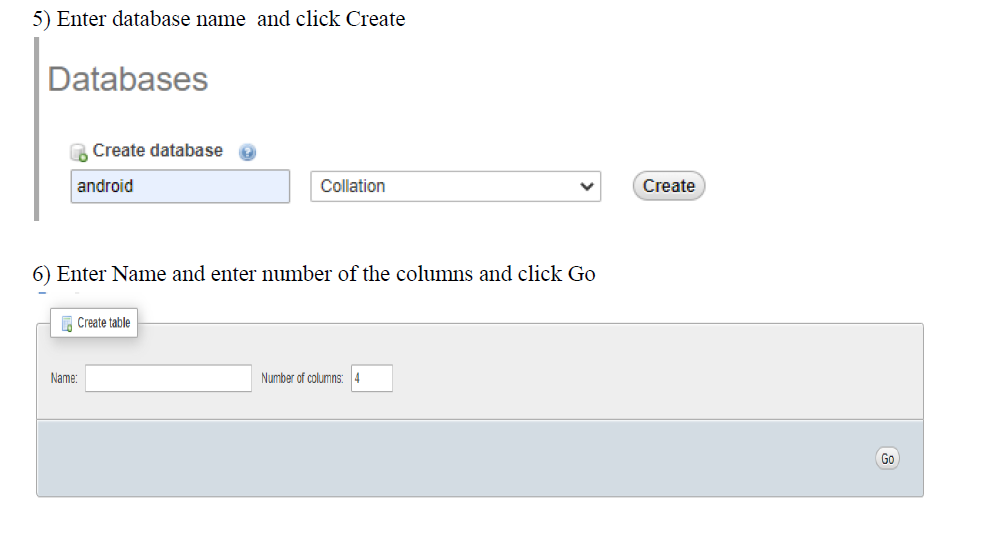 5) Enter database name  and click Create
Databases
Create database
android Collation Create
6) Enter Name and enter number of the columns and click Go
Create table
Name: Number of columns: 4
Go